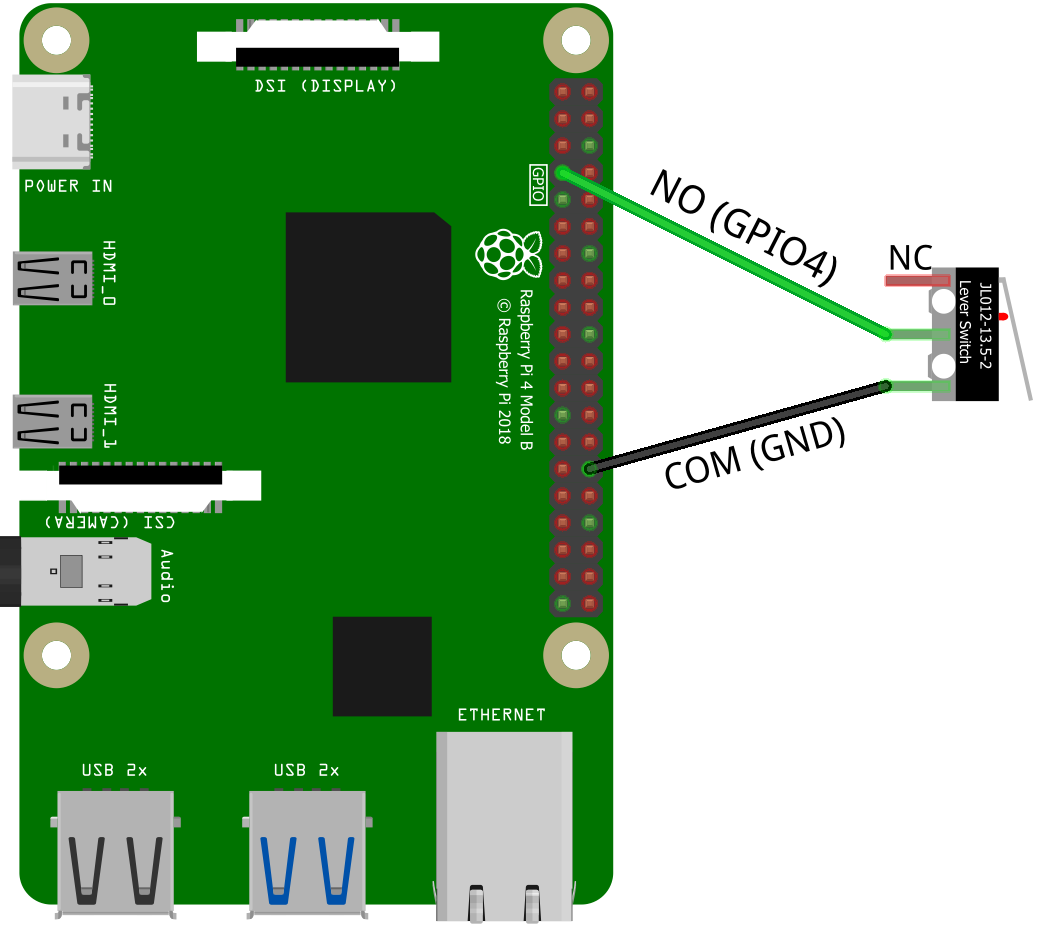 DSI (DISPLAY)
POWER IN
GPIO
NO (GPIO4)
NC
HDMI_0
JL012-13.5-2
Lever Switch
Raspberry Pi 4 Model B
© Raspberry Pi 2018
HDMI_1
COM (GND)
CSI (CAMERA)
Audio
ETHERNET
USB 2x
USB 2x